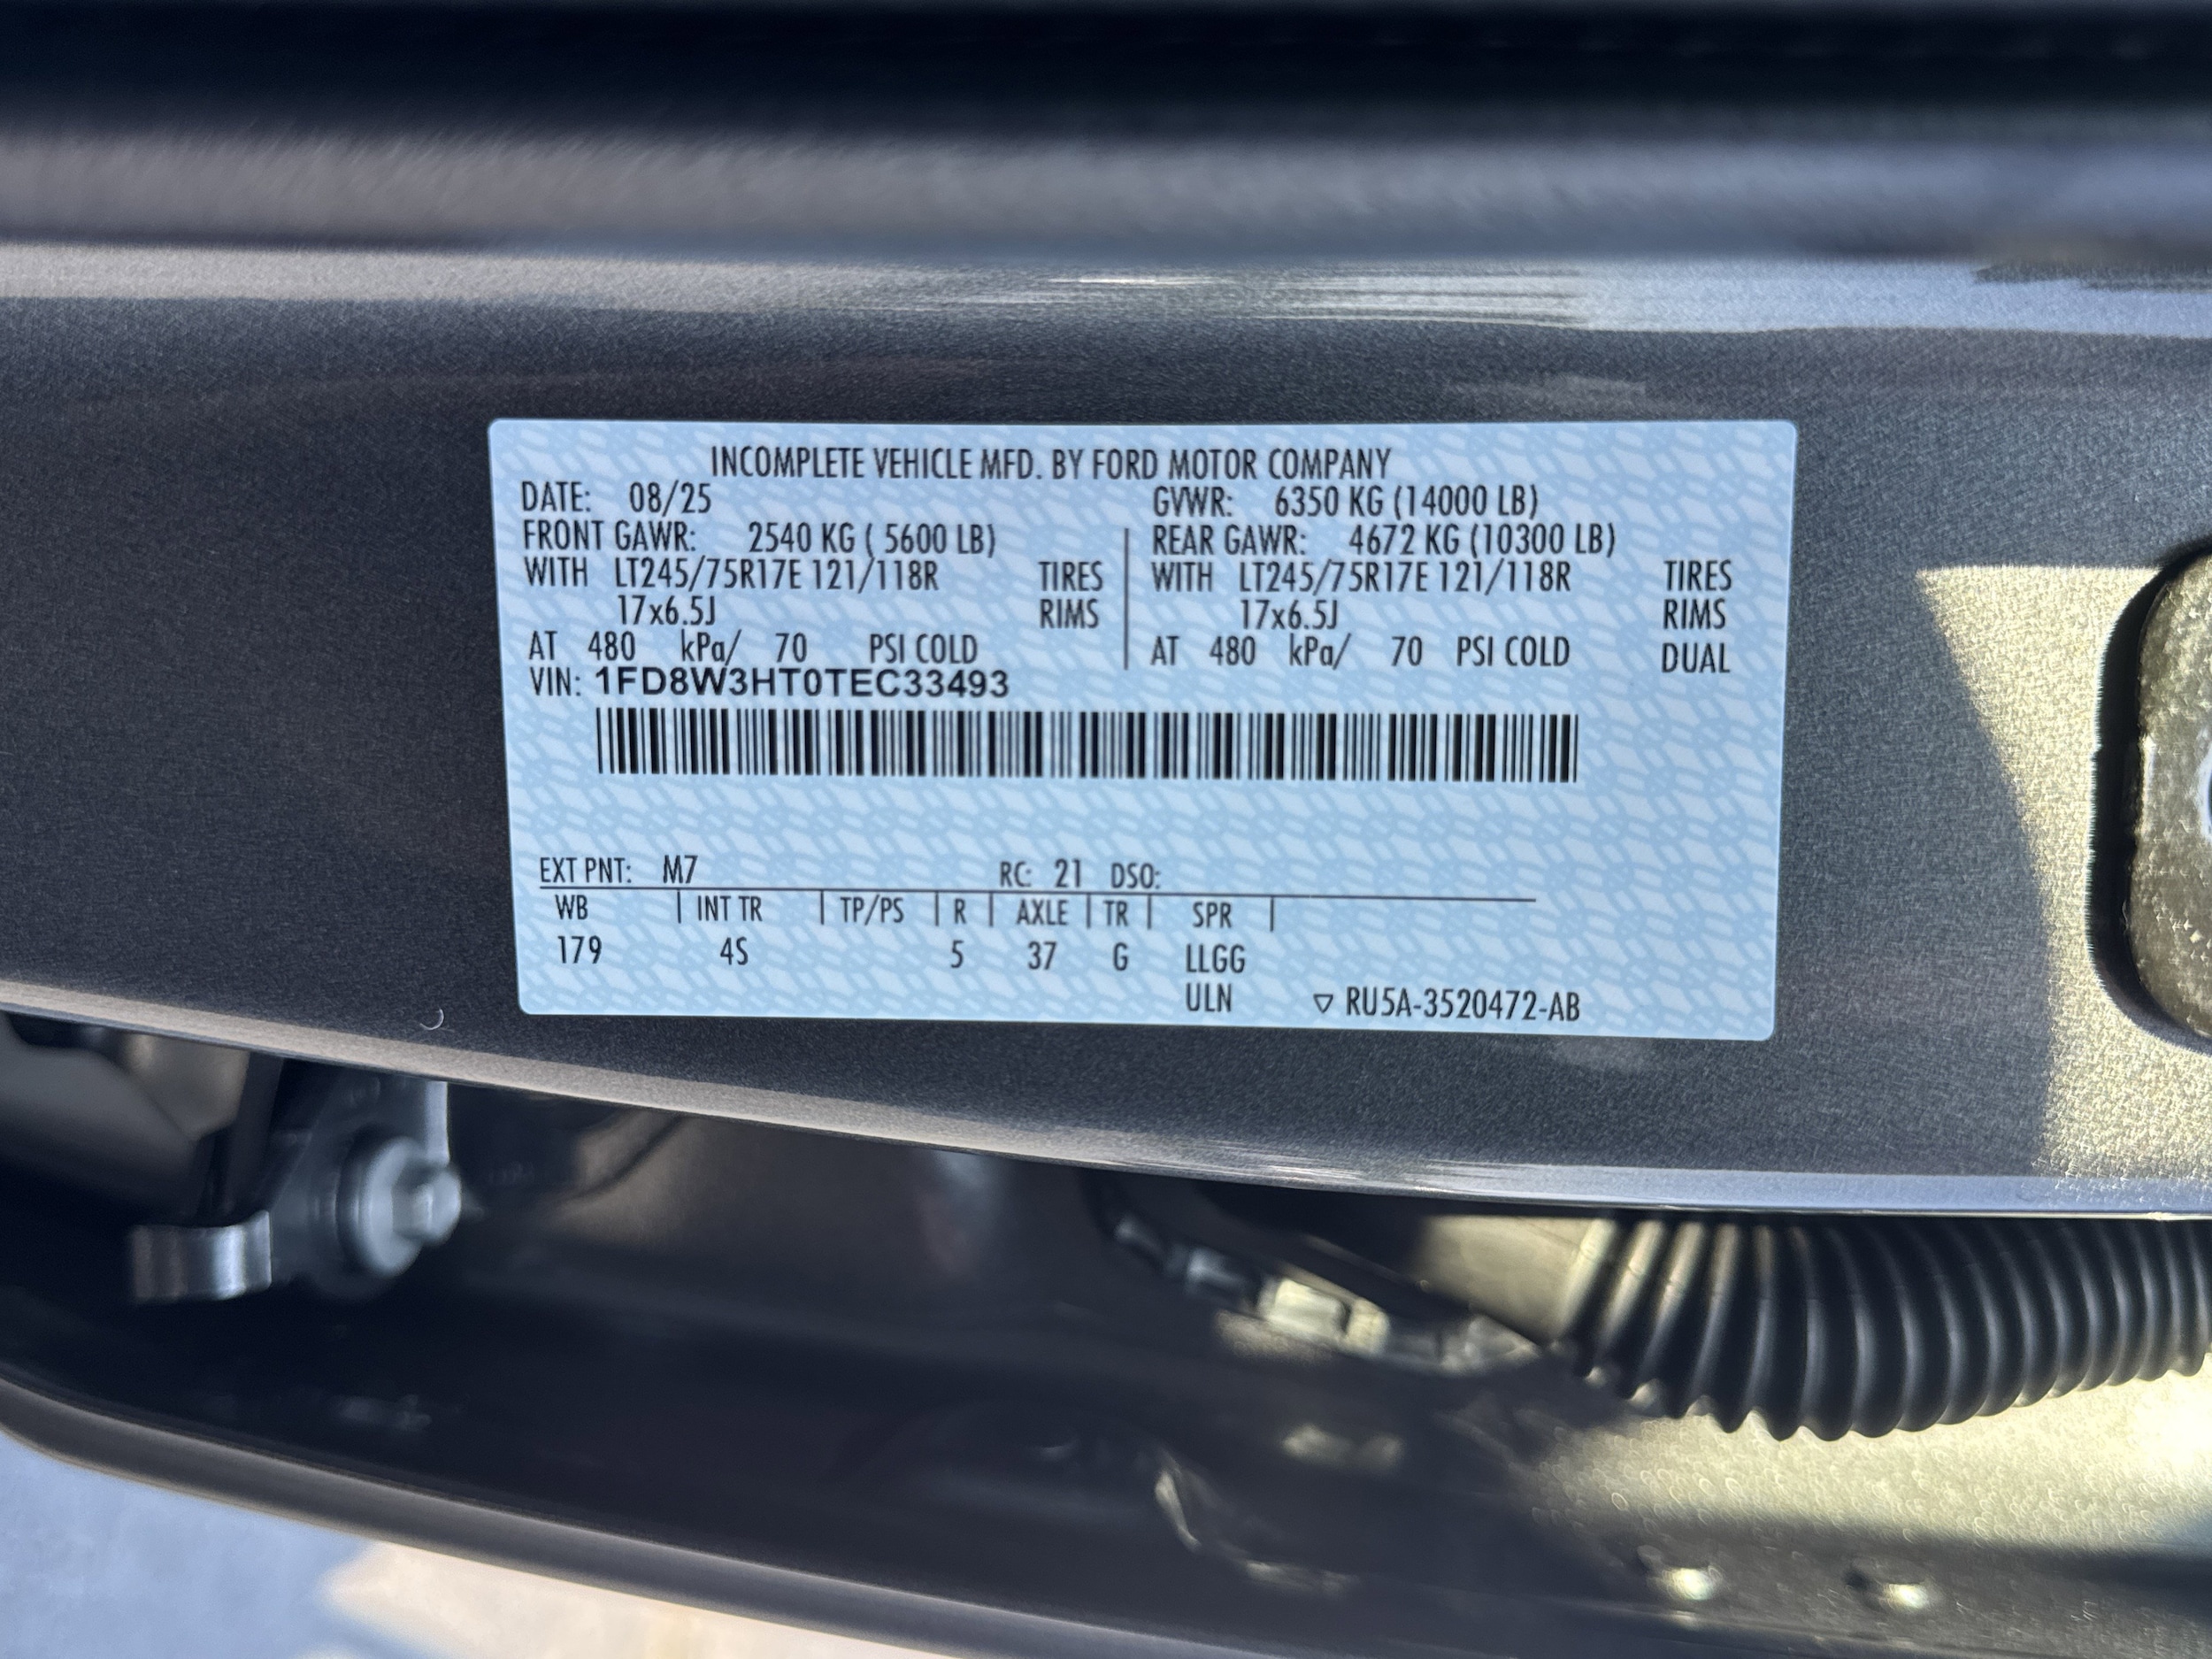 INCOMPLETE VEHICLE MFD. BY FORD MOTOR COMPANY
DATE: 08/25 GVWR: 6350 KG (14000 LB)
FRONT GAWR: 2540 KG ( 5600 LB) REAR GAWR: 4672 KG (10300 LB)
WITH LT245/75R17E 121/118R TIRES WITH LT245/75R17E 121/118R TIRES
17x6.5J RIMS 17x6.5J RIMS
AT 480 kPa/ 70 PSI COLD AT 480 kPa/ 70 PSI COLD DUAL
VIN: 1FD8W3HT0TEC33493
EXT PNT: M7 RC: 21 DSO:
WB | INT TR | TP/PS | R | AXLE | TR | SPR |
179 4S 5 37 G LLGG
ULN ▽ RU5A-3520472-AB